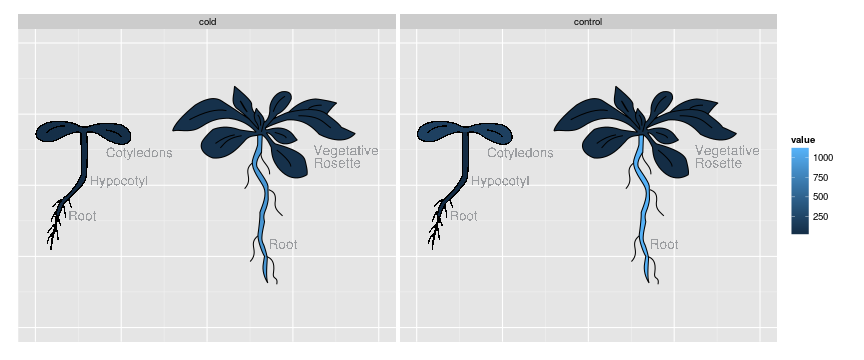 cold
control
Cotyledons
Hypocotyl
Root
Vegetative
Rosette
Root
Cotyledons
Hypocotyl
Root
Vegetative
Rosette
Root
value
1000
750
500
250